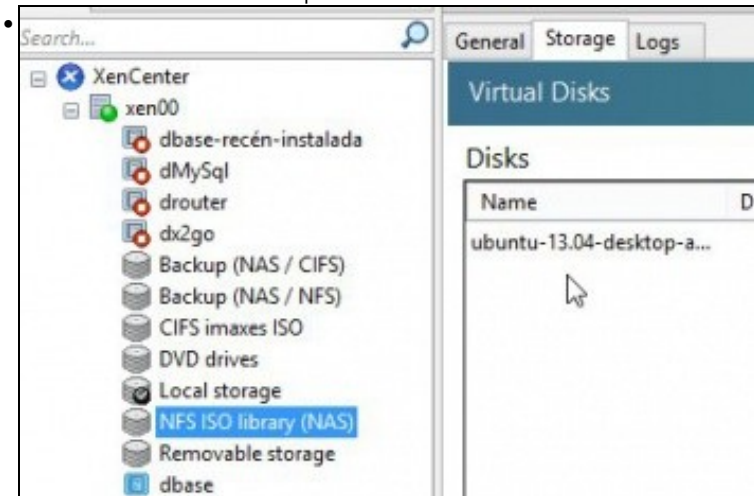 Search...
XenCenter
xen00
dbase-recén-instalada
dMySql
drouter
dx2go
Backup (NAS / CIFS)
Backup (NAS / NFS)
CIFS imaxes ISO
DVD drives
Local storage
NFS ISO library (NAS)
Removable storage
dbase
General Storage Logs
Virtual Disks
Disks
Name D
ubuntu-13.04-desktop-a...